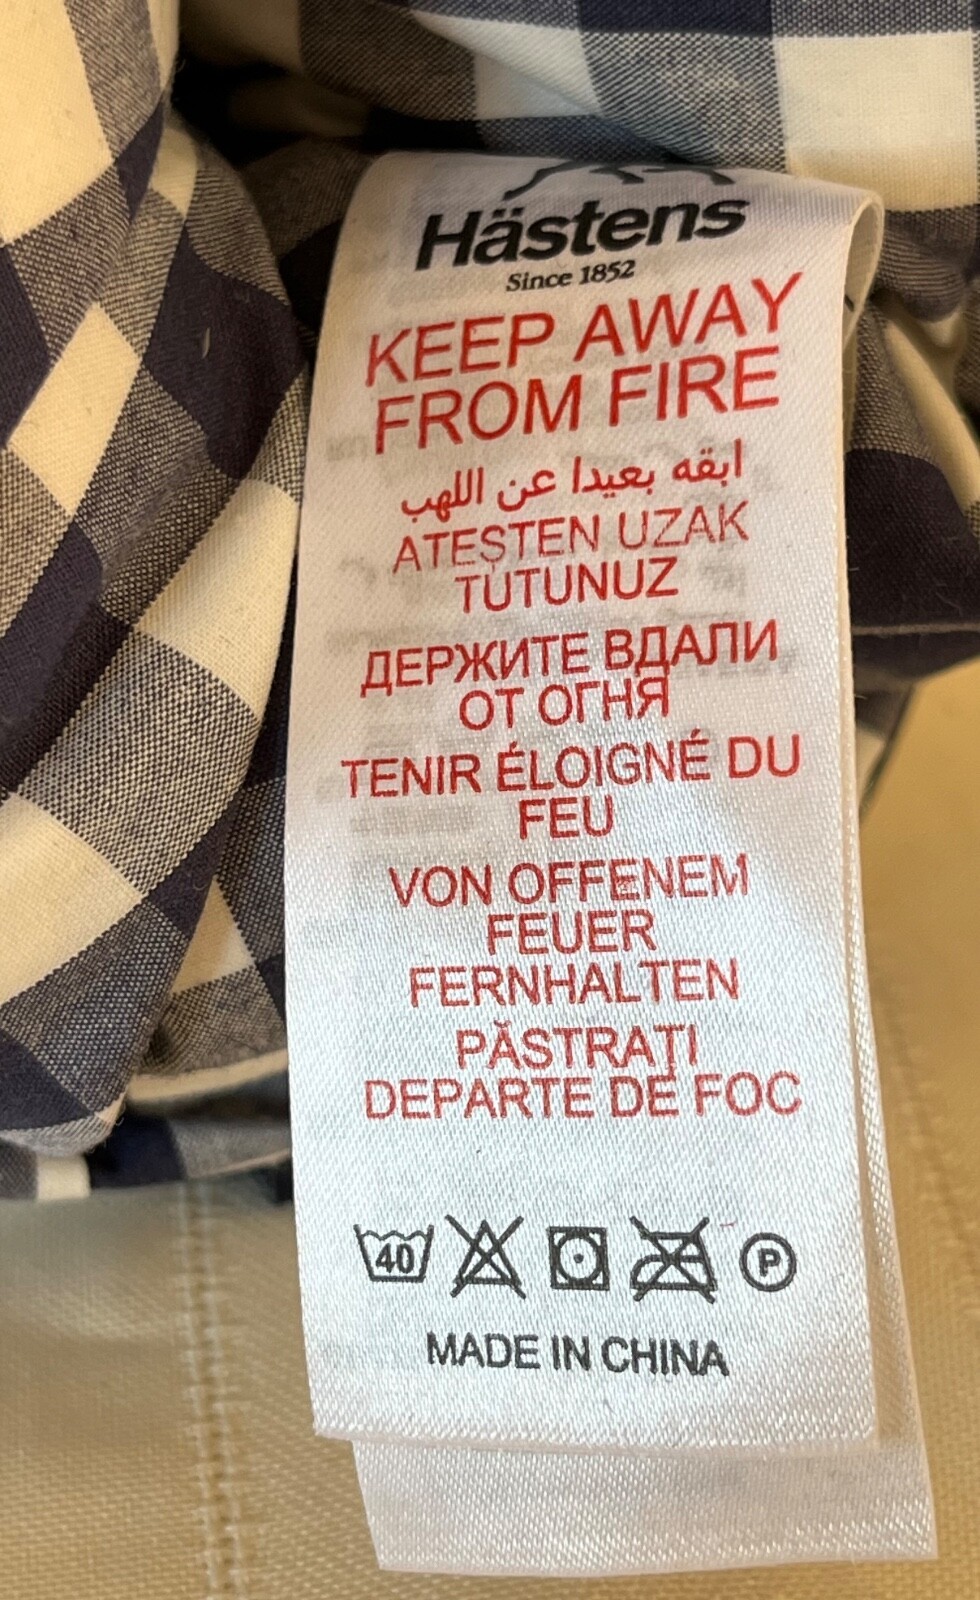 Hästens
Since 1852
KEEP AWAY
FROM FIRE
ابقه بعيدا عن اللهب
ATEŞTEN UZAK
TUTUNUZ
ДЕРЖИТЕ ВДАЛИ
ОТ ОГНЯ
TENIR ÉLOIGNÉ DU
FEU
VON OFFENEM
FEUER
FERNHALTEN
PĂSTRAȚI
DEPARTE DE FOC
40
P
MADE IN CHINA